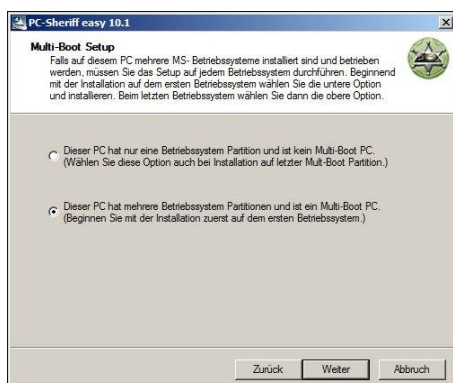 PC-Sheriff easy 10.1
Multi-Boot Setup
Falls auf diesem PC mehrere MS- Betriebssysteme installiert sind und betrieben
werden, müssen Sie das Setup auf jedem Betriebssystem durchführen. Beginnend
mit der Installation auf dem ersten Betriebssystem wählen Sie die untere Option
und installieren. Beim letzten Betriebssystem wählen Sie dann die obere Option.
Dieser PC hat nur eine Betriebssystem Partition und ist kein Multi-Boot PC.
(Wählen Sie diese Option auch bei Installation auf letzter Mult-Boot Partition.)
Dieser PC hat mehrere Betriebssystem Partitionen und ist ein Multi-Boot PC.
(Beginnen Sie mit der Installation zuerst auf dem ersten Betriebssystem.)
Zurück Weiter Abbruch